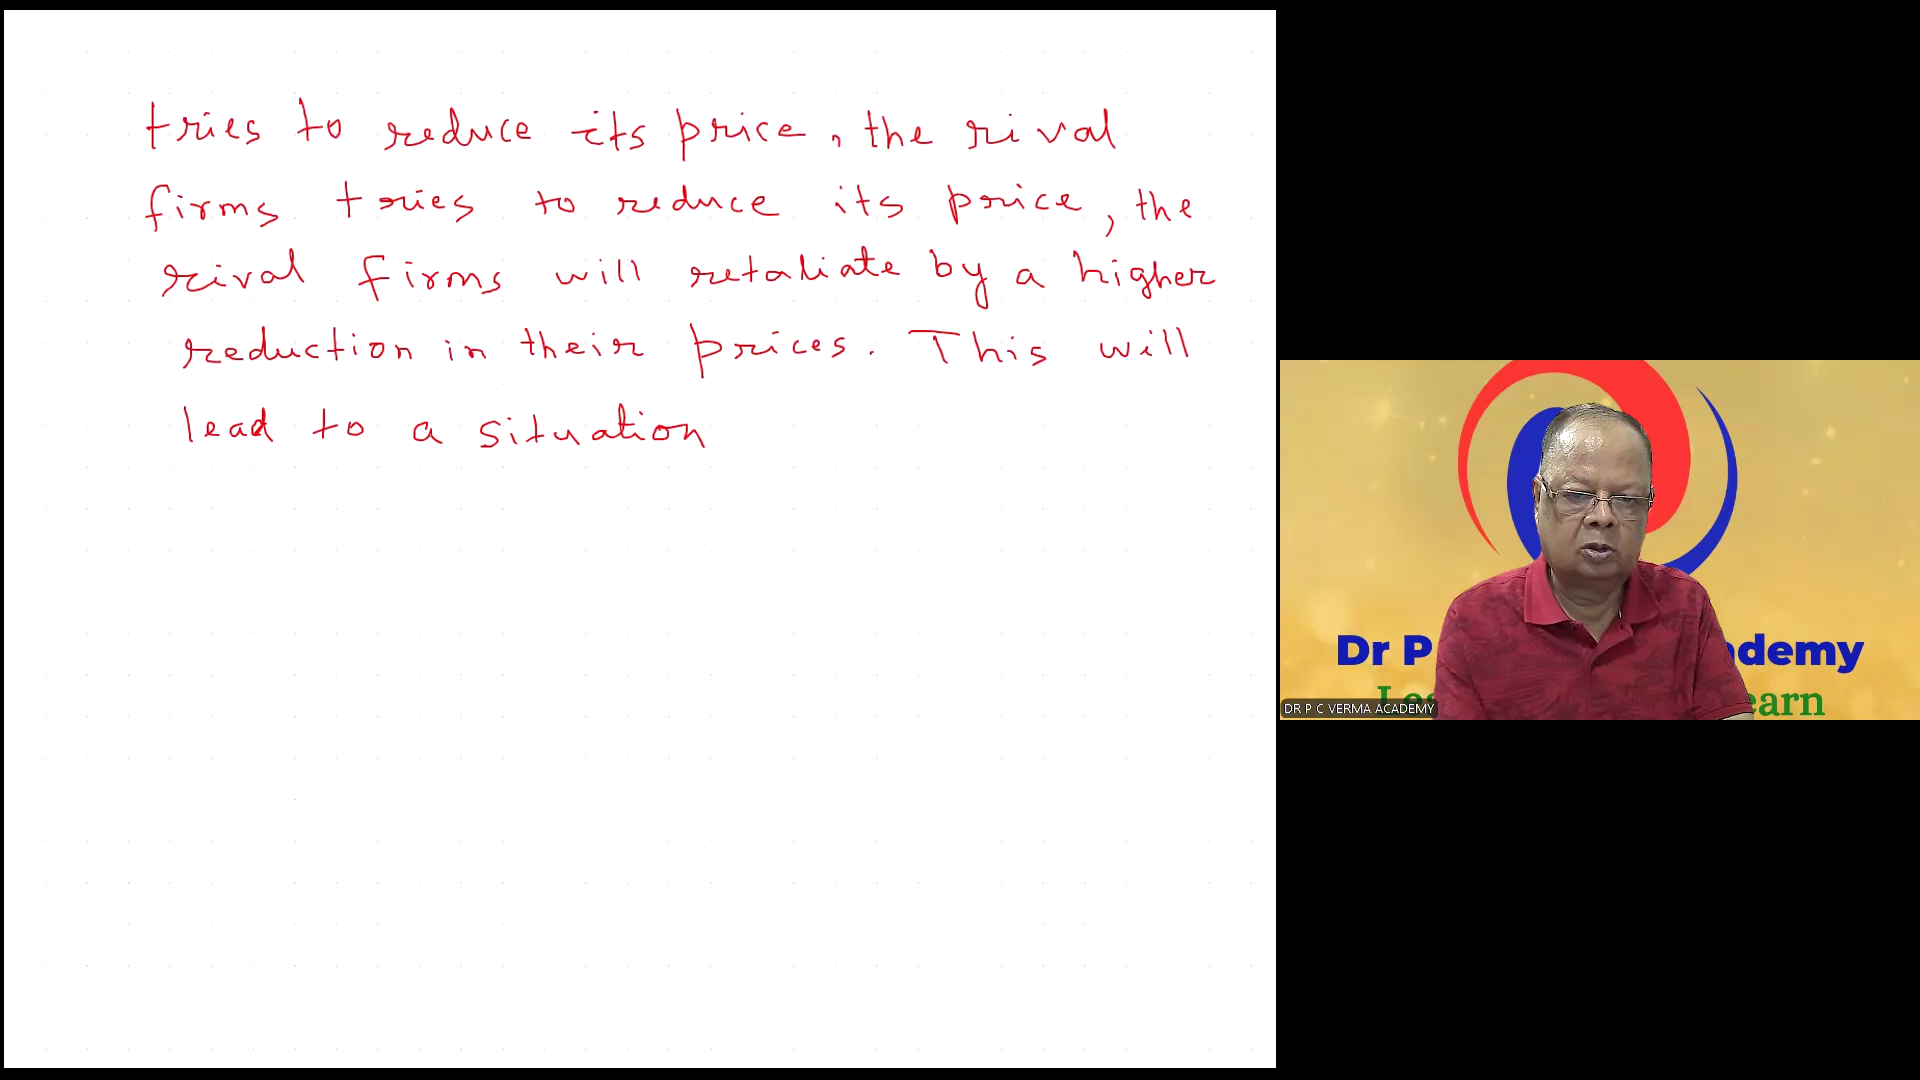 tries to reduce its price, the rival
firms tries to reduce its price, the
rival firms will retaliate by a higher
reduction in their prices. This will
lead to a situation
Dr P ademy
earn
DR P C VERMA ACADEMY